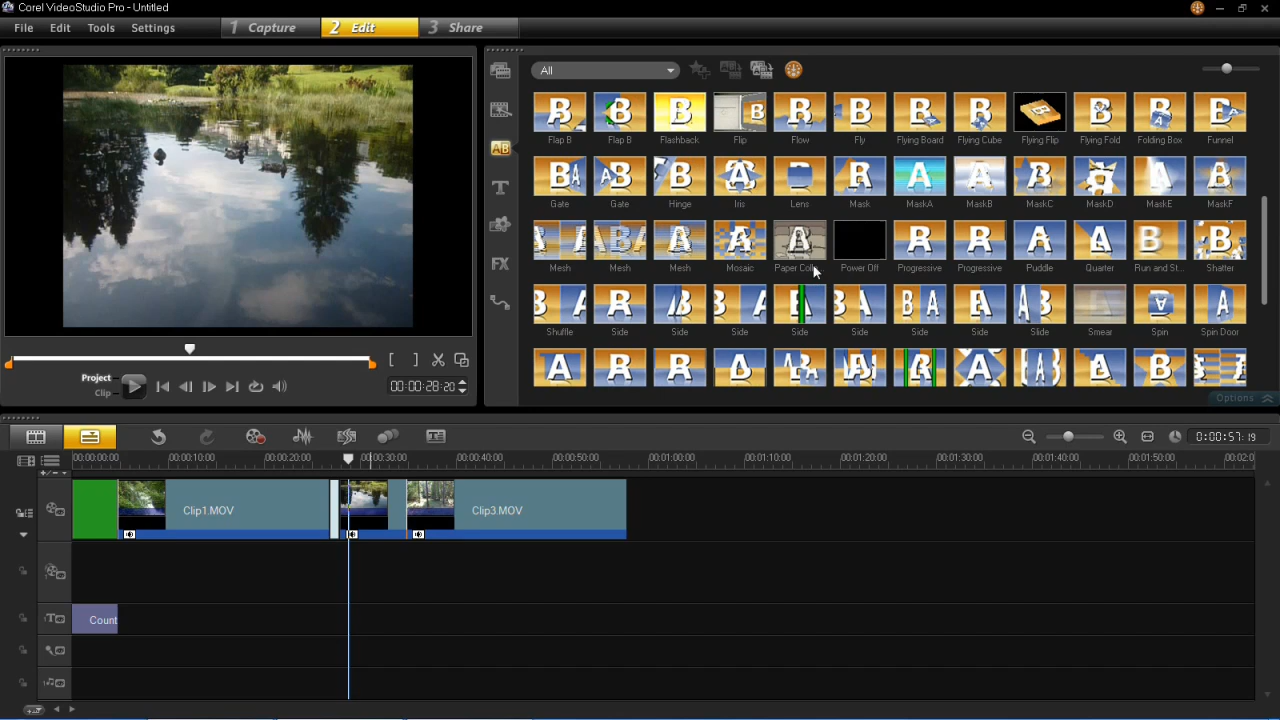 Corel VideoStudio Pro - Untitled
File Edit Tools Settings 1 Capture 2 Edit 3 Share
All
Flap B Flap B Flashback Flip Flow Fly Flying Board Flying Cube Flying Flip Flying Fold Folding Box Funnel
Gate Gate Hinge Iris Lens Mask MaskA MaskB MaskC MaskD MaskE MaskF
Mesh Mesh Mesh Mosaic Paper Coll... Power Off Progressive Progressive Puddle Quarter Run and St... Shatter
Shuffle Side Side Side Side Side Side Side Slide Smear Spin Spin Door
Project
Clip
00:00:28:20
Options
0:00:57:19
00:00:00:00 00:00:10:00 00:00:20:00 00:00:30:00 00:00:40:00 00:00:50:00 00:01:00:00 00:01:10:00 00:01:20:00 00:01:30:00 00:01:40:00 00:01:50:00 00:02:0
Clip1.MOV Clip3.MOV
Count